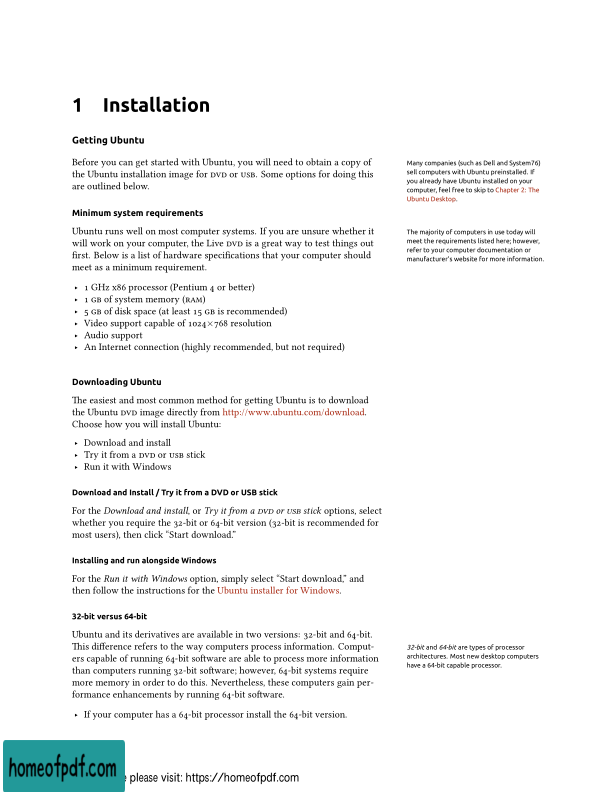 1 Installation
Getting Ubuntu
Before you can get started with Ubuntu, you will need to obtain a copy of
the Ubuntu installation image for DVD or USB. Some options for doing this
are outlined below.
Many companies (such as Dell and System76)
sell computers with Ubuntu preinstalled. If
you already have Ubuntu installed on your
computer, feel free to skip to Chapter 2: The
Ubuntu Desktop.
Minimum system requirements
Ubuntu runs well on most computer systems. If you are unsure whether it
will work on your computer, the Live DVD is a great way to test things out
first. Below is a list of hardware specifications that your computer should
meet as a minimum requirement.
The majority of computers in use today will
meet the requirements listed here; however,
refer to your computer documentation or
manufacturer's website for more information.
‣ 1 GHz x86 processor (Pentium 4 or better)
‣ 1 GB of system memory (RAM)
‣ 5 GB of disk space (at least 15 GB is recommended)
‣ Video support capable of 1024×768 resolution
‣ Audio support
‣ An Internet connection (highly recommended, but not required)
Downloading Ubuntu
The easiest and most common method for getting Ubuntu is to download
the Ubuntu DVD image directly from http://www.ubuntu.com/download.
Choose how you will install Ubuntu:
‣ Download and install
‣ Try it from a DVD or USB stick
‣ Run it with Windows
Download and Install / Try it from a DVD or USB stick
For the Download and install, or Try it from a DVD or USB stick options, select
whether you require the 32-bit or 64-bit version (32-bit is recommended for
most users), then click “Start download.”
Installing and run alongside Windows
For the Run it with Windows option, simply select “Start download,” and
then follow the instructions for the Ubuntu installer for Windows.
32-bit versus 64-bit
Ubuntu and its derivatives are available in two versions: 32-bit and 64-bit.
This difference refers to the way computers process information. Comput-
ers capable of running 64-bit software are able to process more information
than computers running 32-bit software; however, 64-bit systems require
more memory in order to do this. Nevertheless, these computers gain per-
formance enhancements by running 64-bit software.
32-bit and 64-bit are types of processor
architectures. Most new desktop computers
have a 64-bit capable processor.
‣ If your computer has a 64-bit processor install the 64-bit version.
homeofpdf.com
please visit: https://homeofpdf.com